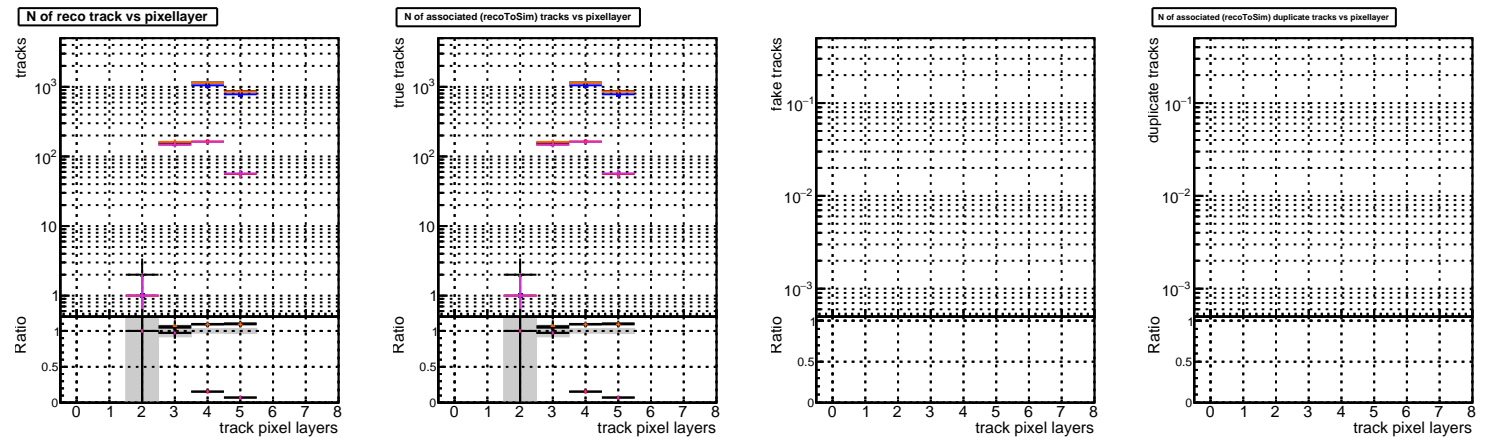 N of reco track vs pixellayer
tracks
10³
10²
10
1
Ratio
1
0.5
0
0 1 2 3 4 5 6 7 8
track pixel layers
N of associated (recoToSim) tracks vs pixellayer
true tracks
10³
10²
10
1
Ratio
1
0.5
0
0 1 2 3 4 5 6 7 8
track pixel layers
fake tracks
10⁻¹
10⁻²
10⁻³
Ratio
1
0.5
0
0 1 2 3 4 5 6 7 8
track pixel layers
N of associated (recoToSim) duplicate tracks vs pixellayer
duplicate tracks
10⁻¹
10⁻²
10⁻³
Ratio
1
0.5
0
0 1 2 3 4 5 6 7 8
track pixel layers